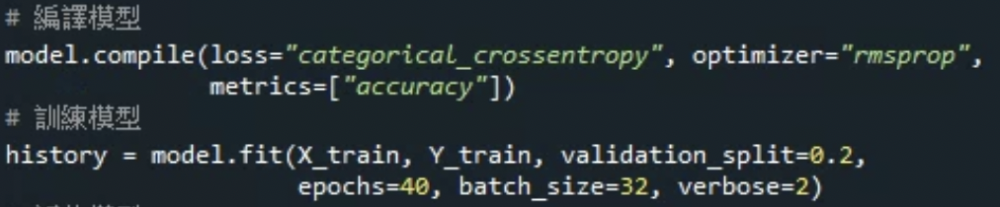 # 編譯模型
model.compile(loss="categorical_crossentropy", optimizer="rmsprop",
metrics=["accuracy"])
# 訓練模型
history = model.fit(X_train, Y_train, validation_split=0.2,
epochs=40, batch_size=32, verbose=2)